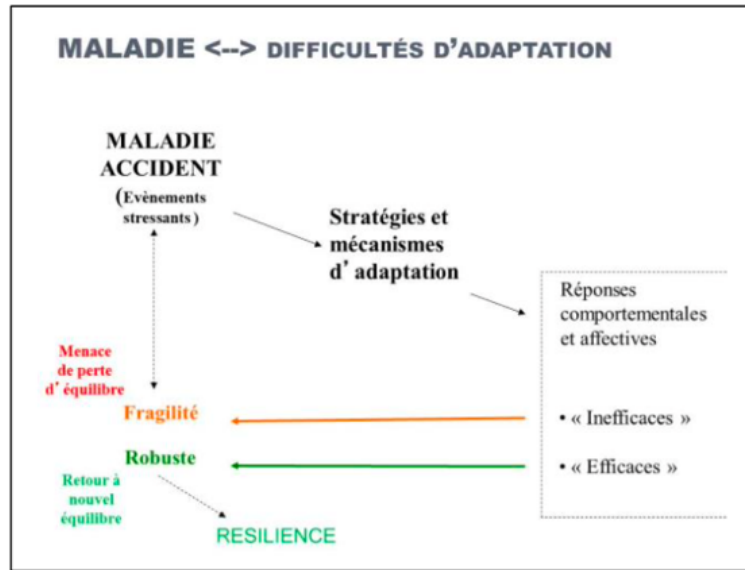 MALADIE <--> DIFFICULTÉS D'ADAPTATION
MALADIE
ACCIDENT
(Evènements
stressants )
Stratégies et
mécanismes
d' adaptation
Réponses
comportementales
et affectives
Menace
de perte
d' équilibre
Fragilité
• « Inefficaces »
Robuste
• « Efficaces »
Retour à
nouvel
équilibre
RESILIENCE